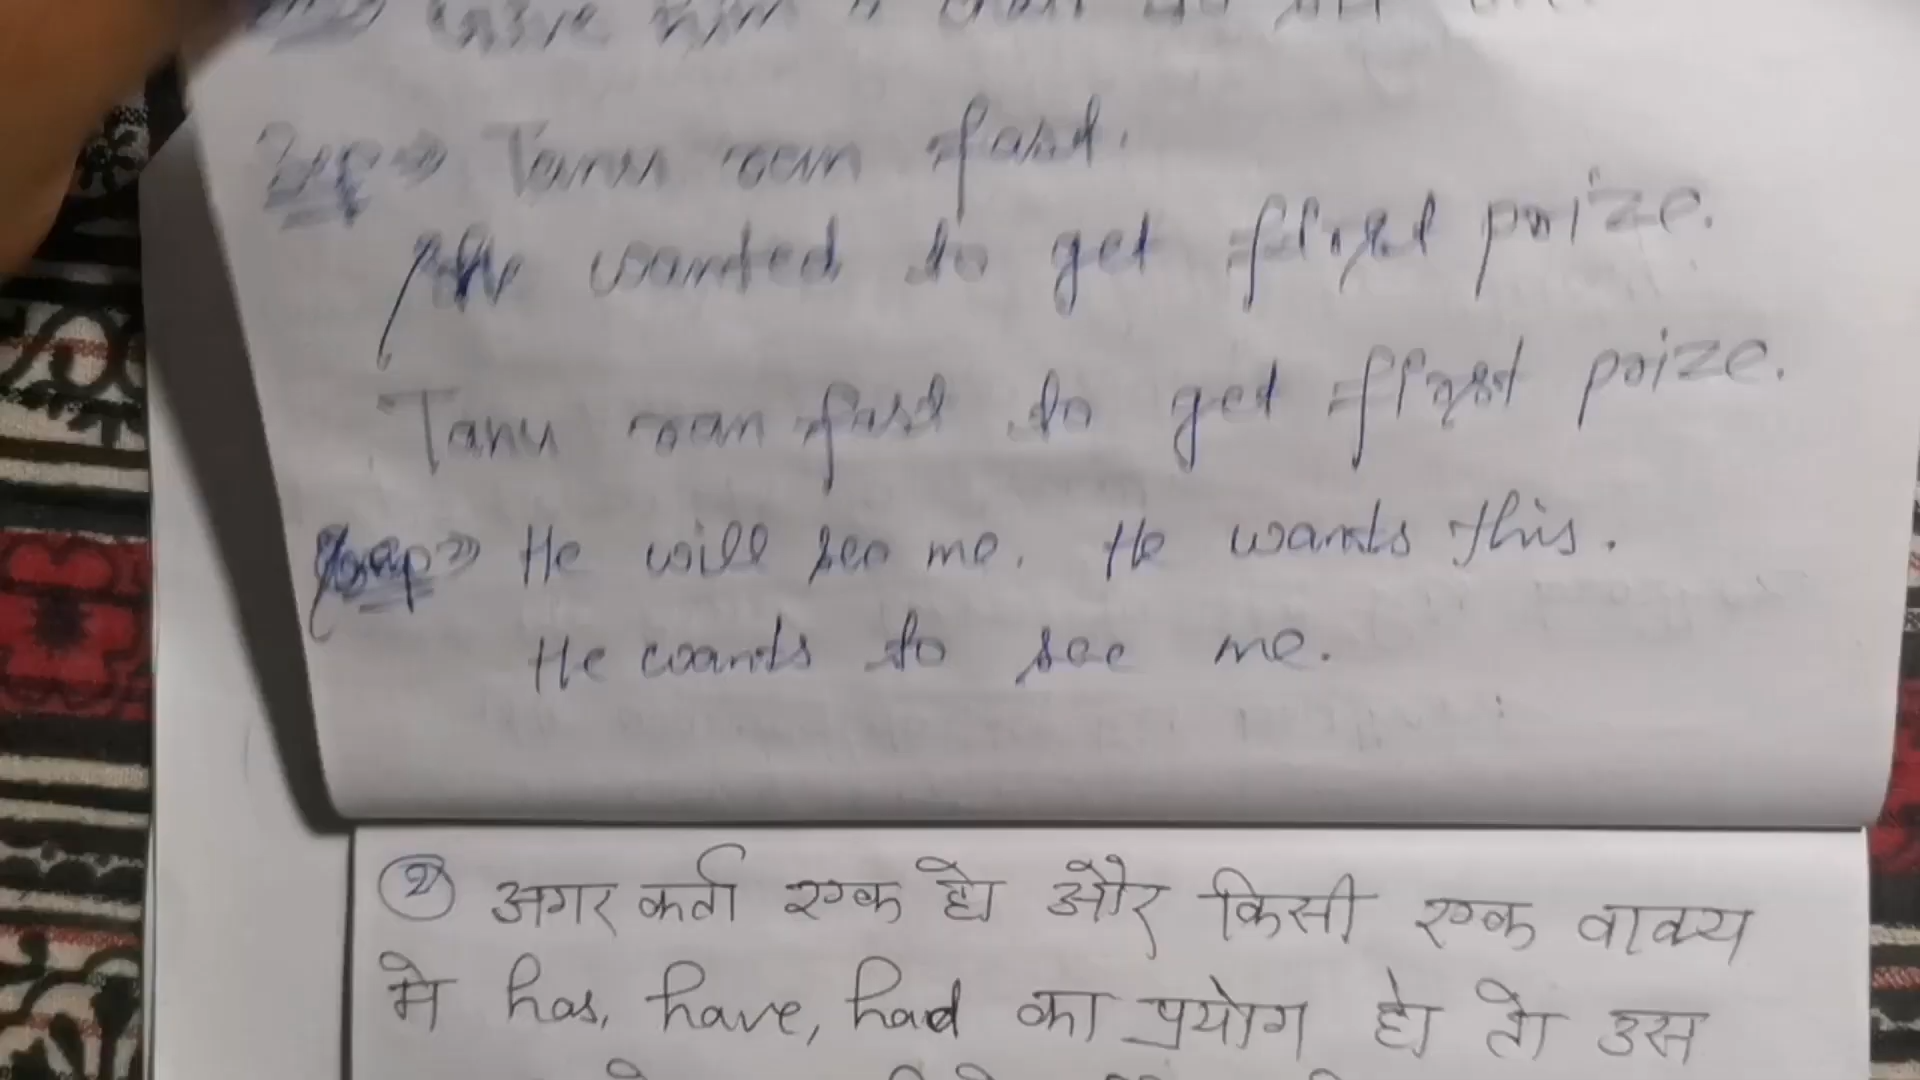 him a
Tanu ran fast.
He wanted to get first prize.
Tanu ran fast to get first prize.
He will see me. He wants this.
He wants to see me.
② अगर कर्ता एक हो और किसी एक वाक्य
मे has, have, had का प्रयोग हो तो उस